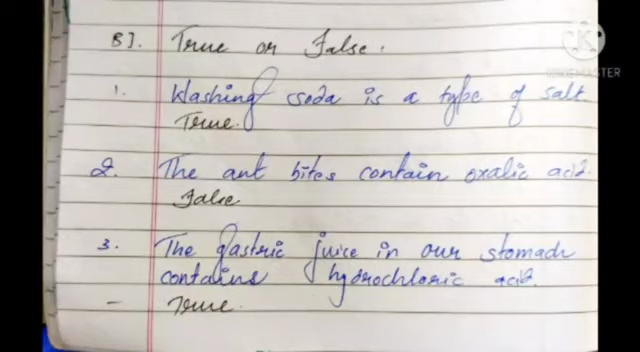 B]. True or False.
1. Washing soda is a type of salt
True.
2. The ant bites contain oxalic acid.
False
3. The gastric juice in our stomach
contains hydrochloric acid.
– True.